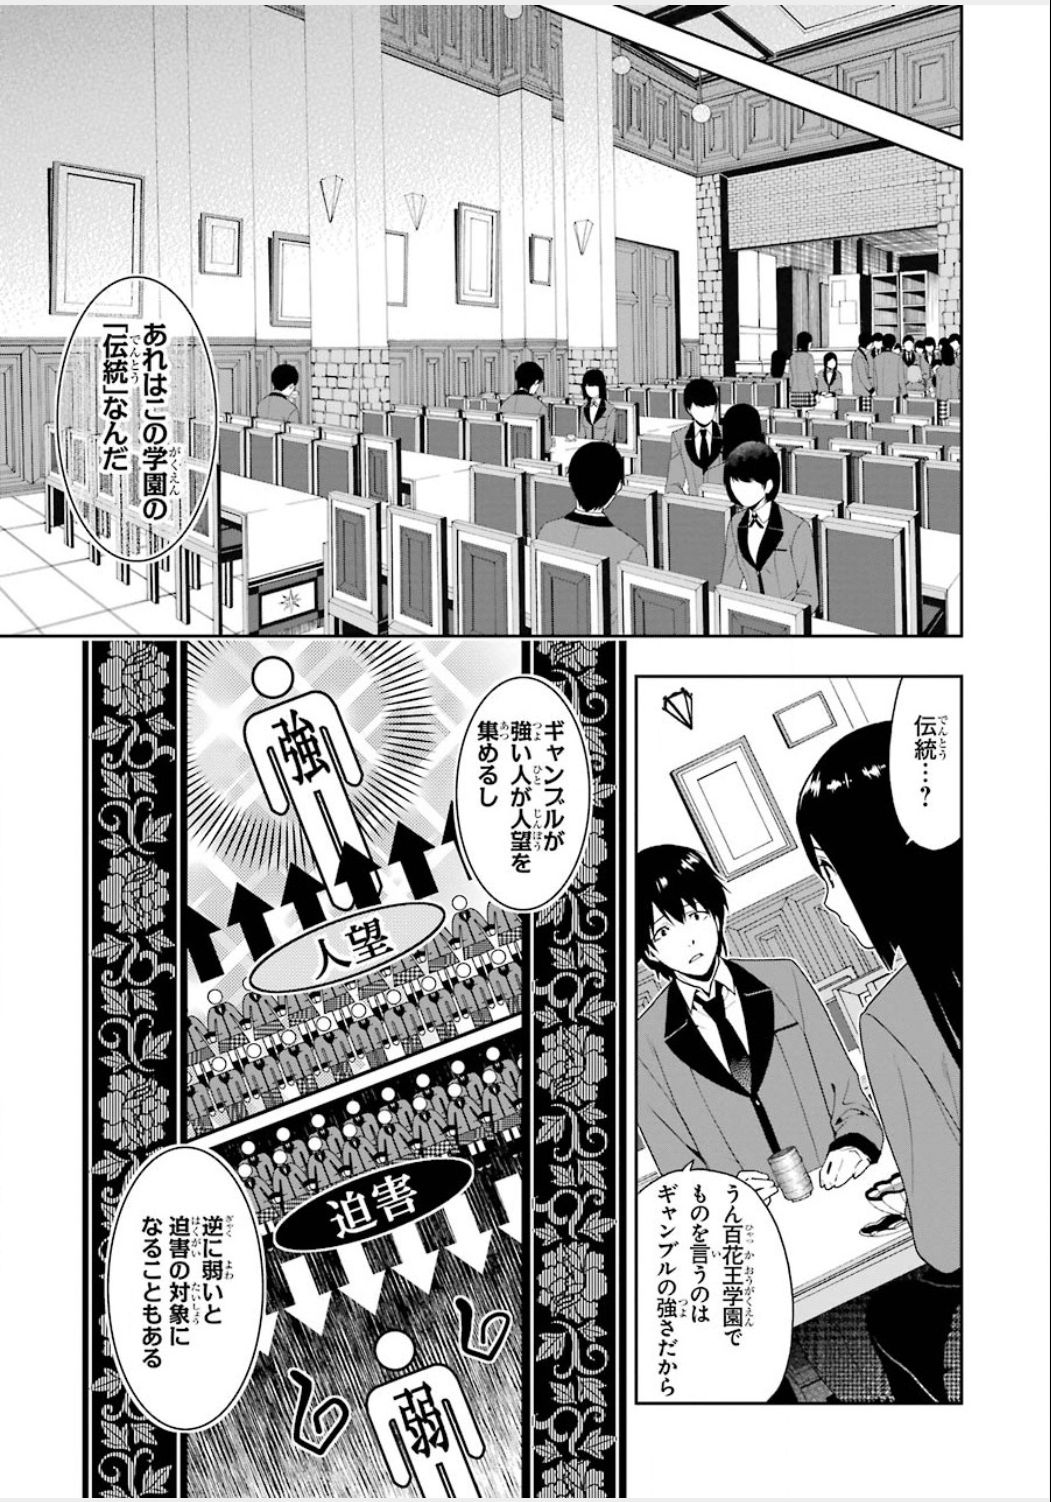 あれはこの学園の
「伝統」なんだ
伝統…?
うん百花王学園で
ものを言うのは
ギャンブルの強さだから
ギャンブルが
強い人が人望を
集めるし
強
人望
迫害
逆に弱いと
迫害の対象に
なることもある
弱